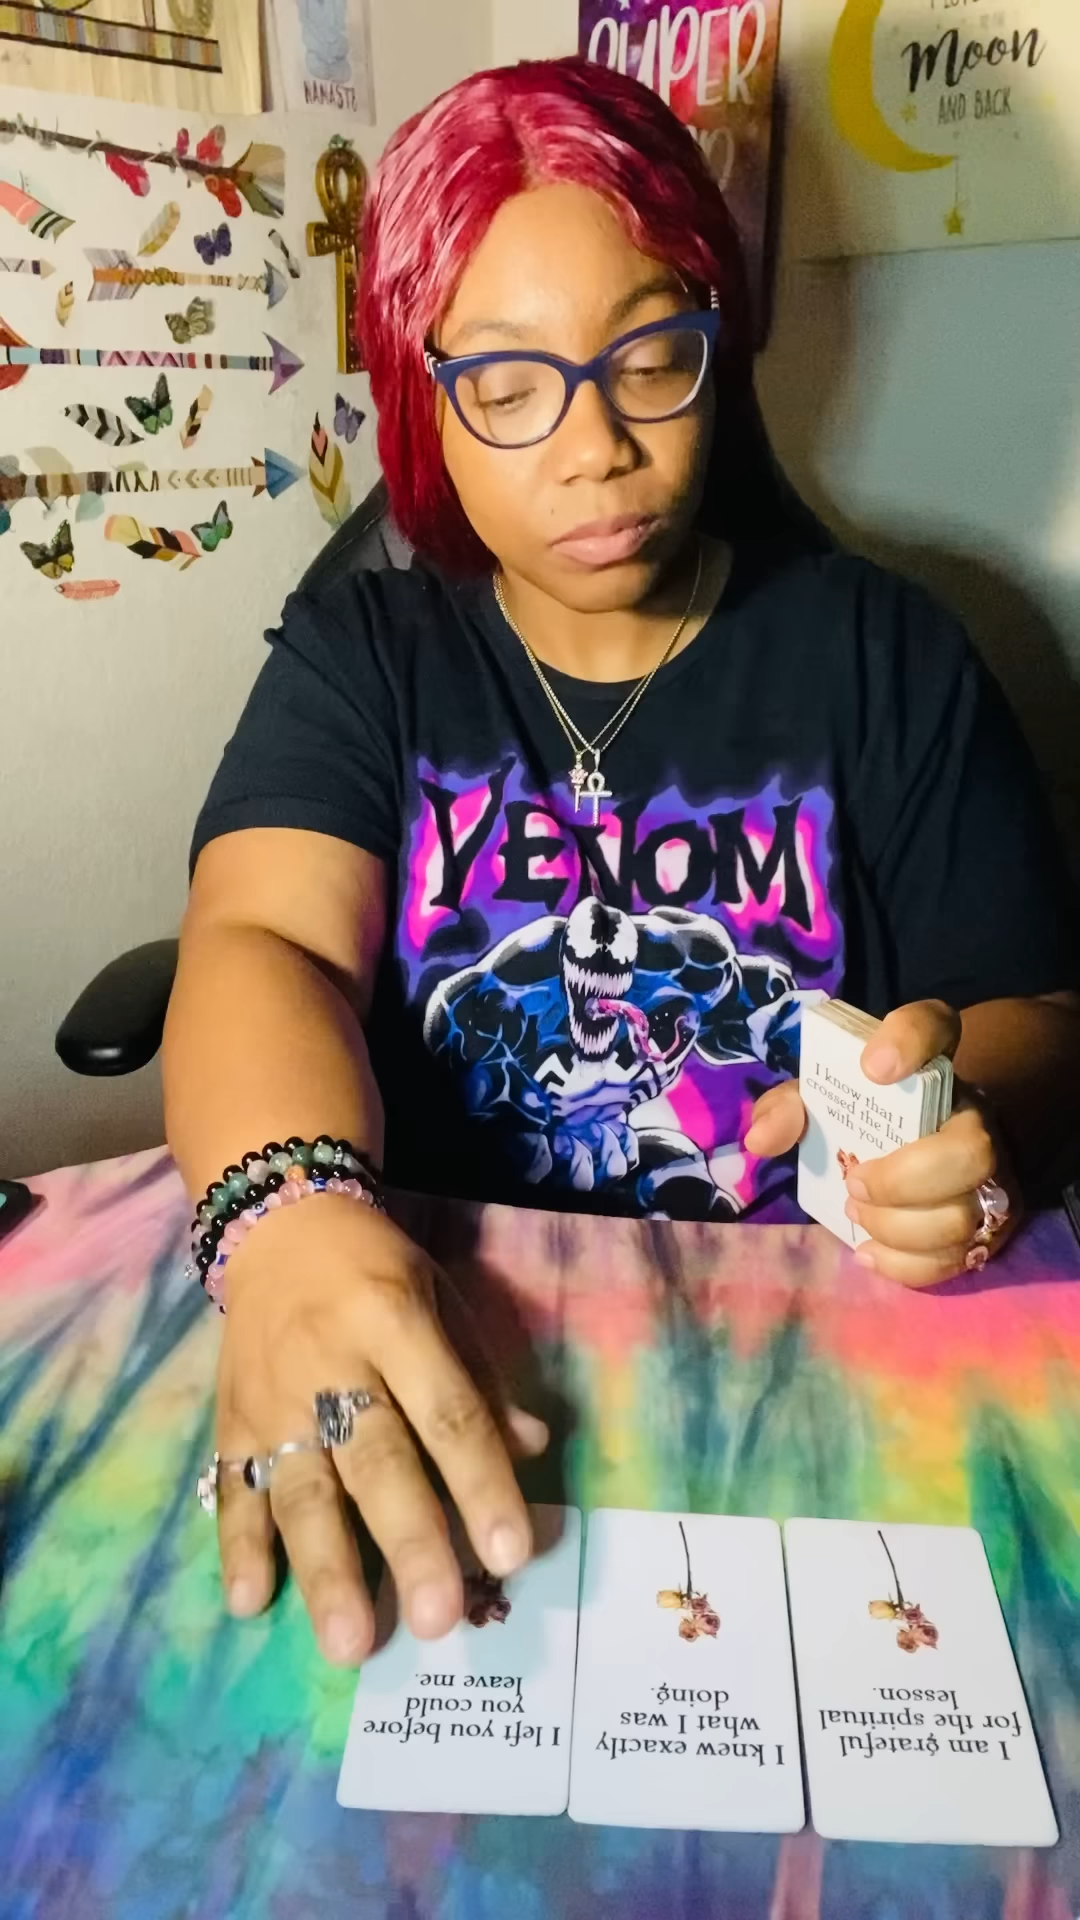 NAMASTE
SUPER
Moon
AND BACK
VENOM
I know that I
crossed the
with you
I left you before
you could
leave me.
I knew exactly
what I was
doing.
I am grateful
for the spiritual
lesson.